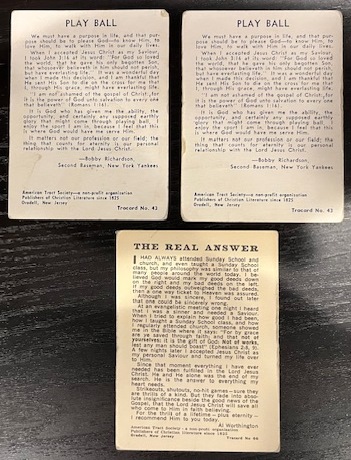 PLAY BALL
We must have a purpose in life, and that pur-
pose should be to please God—to know Him, to
love Him, to walk with Him in our daily lives.
When I accepted Jesus Christ as my Saviour,
I took John 3:16 at its word: "For God so loved
the world, that he gave his only begotten Son,
that whosoever believeth in him should not perish,
but have everlasting life." It was a wonderful day
when I made this decision, and I am thankful that
He sent His Son to die on the cross for me that
I, through His grace, might have everlasting life.
"I am not ashamed of the gospel of Christ, for
it is the power of God unto salvation to every one
that believeth" (Romans 1:16).
It is God who has given me the ability, the
opportunity, and certainly any supposed earthly
glory that might come through playing ball. I
enjoy the sport I am in, because I feel that this
is where God would have me serve Him.
It matters not our profession or our field; the
thing that counts for eternity is our personal
relationship with the Lord Jesus Christ.
—Bobby Richardson,
Second Baseman, New York Yankees
American Tract Society—a non-profit organization
Publishers of Christian Literature since 1825
Oradell, New Jersey
Tracard No. 43
PLAY BALL
We must have a purpose in life, and that pur-
pose should be to please God—to know Him, to
love Him, to walk with Him in our daily lives.
When I accepted Jesus Christ as my Saviour,
I took John 3:16 at its word: "For God so loved
the world, that he gave his only begotten Son,
that whosoever believeth in him should not perish,
but have everlasting life." It was a wonderful day
when I made this decision, and I am thankful that
He sent His Son to die on the cross for me that
I, through His grace, might have everlasting life.
"I am not ashamed of the gospel of Christ, for
it is the power of God unto salvation to every one
that believeth" (Romans 1:16).
It is God who has given me the ability, the
opportunity, and certainly any supposed earthly
glory that might come through playing ball. I
enjoy the sport I am in, because I feel that this
is where God would have me serve Him.
It matters not our profession or our field; the
thing that counts for eternity is our personal
relationship with the Lord Jesus Christ.
—Bobby Richardson,
Second Baseman, New York Yankees
American Tract Society—a non-profit organization
Publishers of Christian Literature since 1825
Oradell, New Jersey
Tracard No. 43
THE REAL ANSWER
I HAD ALWAYS attended Sunday School and
church, and even taught a Sunday School
class, but my philosophy was similar to that of
many people around the world today. I be-
lieved God would mark my good deeds down
on the right and my bad deeds on the left.
If my good deeds outweighed the bad deeds,
then a one way ticket to Heaven was assured.
Although I was sincere, I found out later
that one could be sincerely wrong.
At an evangelistic meeting one night I heard
that I was a sinner and needed a Saviour.
When I tried to explain how good I had been,
how I taught a Sunday School class, and how
I regularly attended church, someone showed
me in the Bible where it says: "For by grace
are ye saved through faith, and that not of
yourselves: it is the gift of God: Not of works,
lest any man should boast" (Ephesians 2:8, 9).
A few nights later I accepted Jesus Christ as
my personal Saviour and turned my life over
to Him.
Since that moment everything I have ever
needed has been fulfilled in the Lord Jesus
Christ. He and He alone was the end of my
search. He is the answer to everything my
heart needs.
Strikeouts, shutouts, no-hit games—sure they
are thrills of a kind. But they fade into abso-
lute insignificance beside the good news of the
Gospel, that the Lord Jesus Christ will save all
who come to Him in faith believing.
For the thrill of a lifetime—plus eternity—
I recommend Him to you today.
Al Worthington
American Tract Society - a non-profit organization
Publishers of Christian literature since 1825
Oradell, New Jersey
Tracard No.